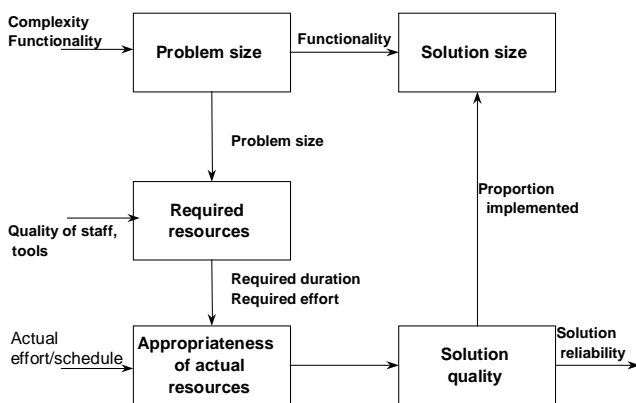 Complexity
Functionality
Problem size
Functionality
Solution size
Problem size
Proportion
implemented
Required
resources
Quality of staff,
tools
Required duration
Required effort
Actual
effort/schedule
Appropriateness
of actual
resources
Solution
quality
Solution
reliability